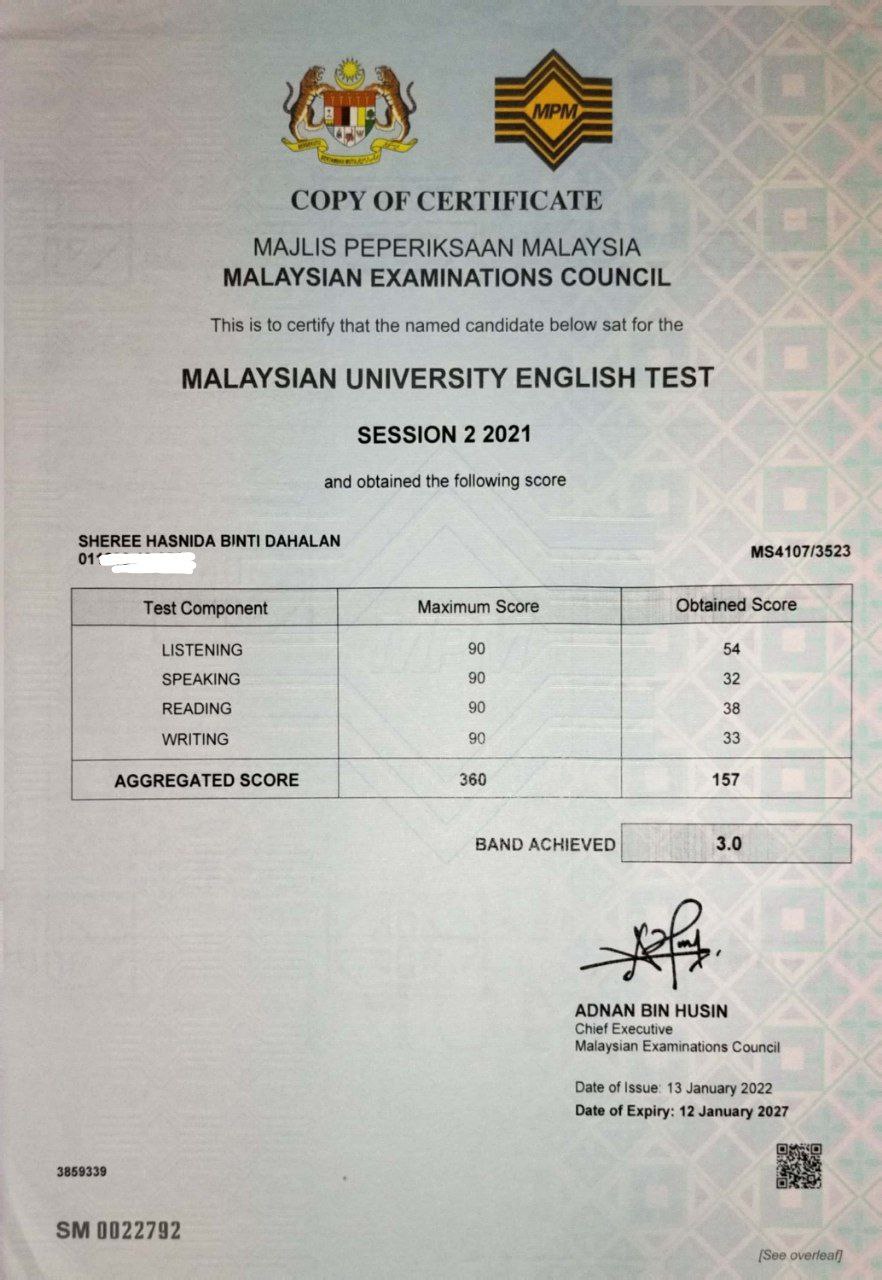 MPM
COPY OF CERTIFICATE
MAJLIS PEPERIKSAAN MALAYSIA
MALAYSIAN EXAMINATIONS COUNCIL
This is to certify that the named candidate below sat for the
MALAYSIAN UNIVERSITY ENGLISH TEST
SESSION 2 2021
and obtained the following score
SHEREE HASNIDA BINTI DAHALAN
MS4107/3523
Test Component Maximum Score Obtained Score
LISTENING 90 54
SPEAKING 90 32
READING 90 38
WRITING 90 33
AGGREGATED SCORE 360 157
BAND ACHIEVED 3.0
ADNAN BIN HUSIN
Chief Executive
Malaysian Examinations Council
Date of Issue: 13 January 2022
Date of Expiry: 12 January 2027
3859339
SM 0022792
[See overleaf]